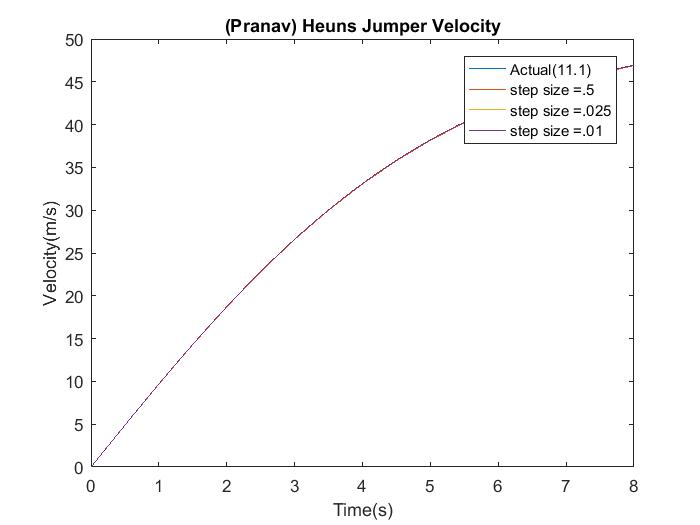 (Pranav) Heuns Jumper Velocity
50
45
40
35
30
25
20
15
10
5
0
Velocity(m/s)
Actual(11.1)
step size =.5
step size =.025
step size =.01
0 1 2 3 4 5 6 7 8
Time(s)